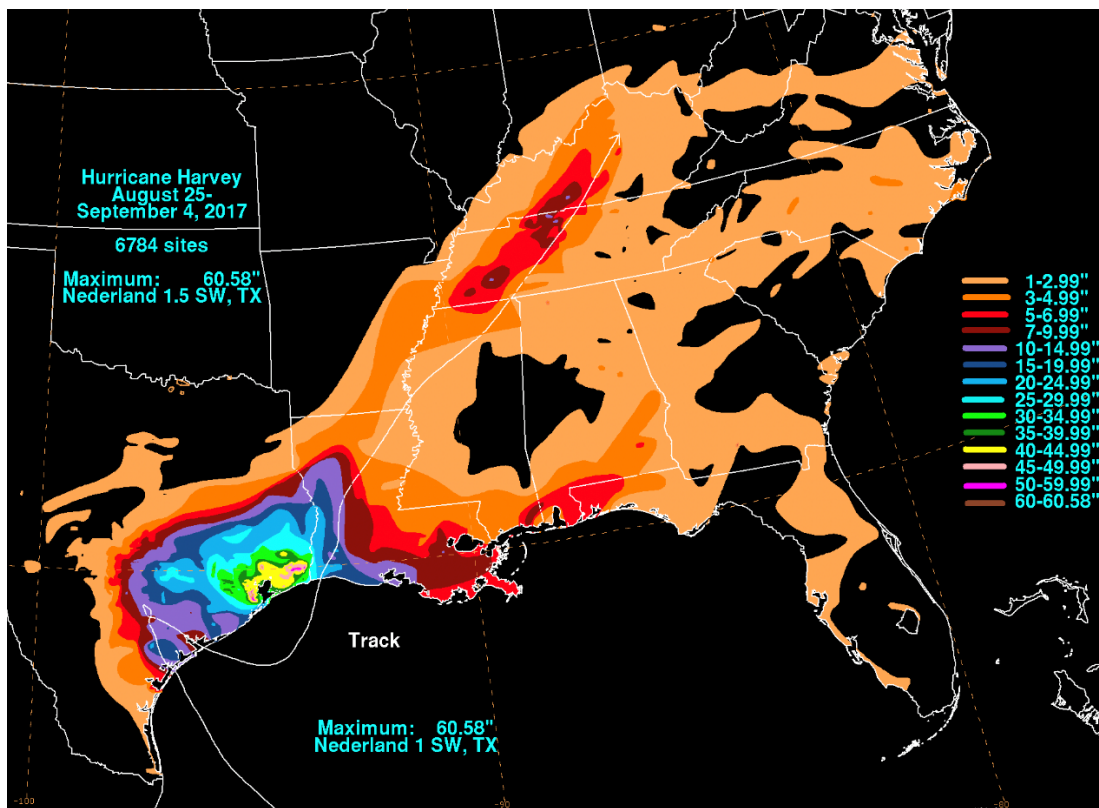 Hurricane Harvey
August 25-
September 4, 2017
6784 sites
Maximum: 60.58"
Nederland 1.5 SW, TX
1-2.99"
3-4.99"
5-6.99"
7-9.99"
10-14.99"
15-19.99"
20-24.99"
25-29.99"
30-34.99"
35-39.99"
40-44.99"
45-49.99"
50-59.99"
60-60.58"
Track
Maximum: 60.58"
Nederland 1 SW, TX
-100
-90
-80